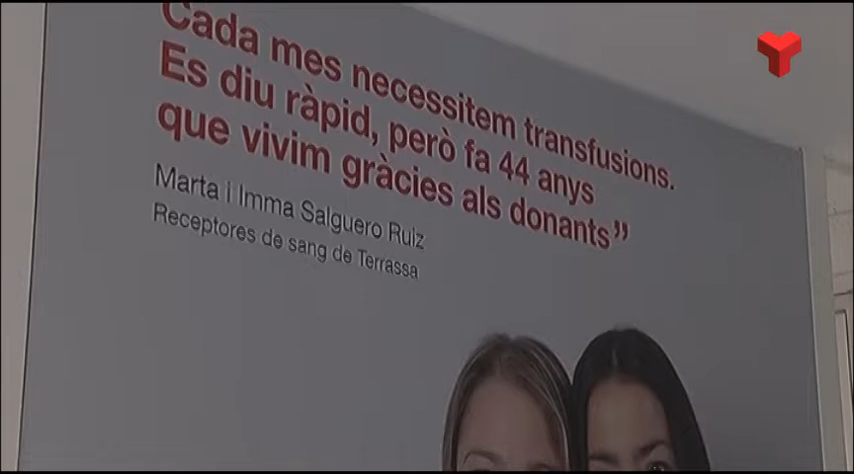 Cada mes necessitem transfusions.
Es diu ràpid, però fa 44 anys
que vivim gràcies als donants”
Marta i Imma Salguero Ruiz
Receptores de sang de Terrassa